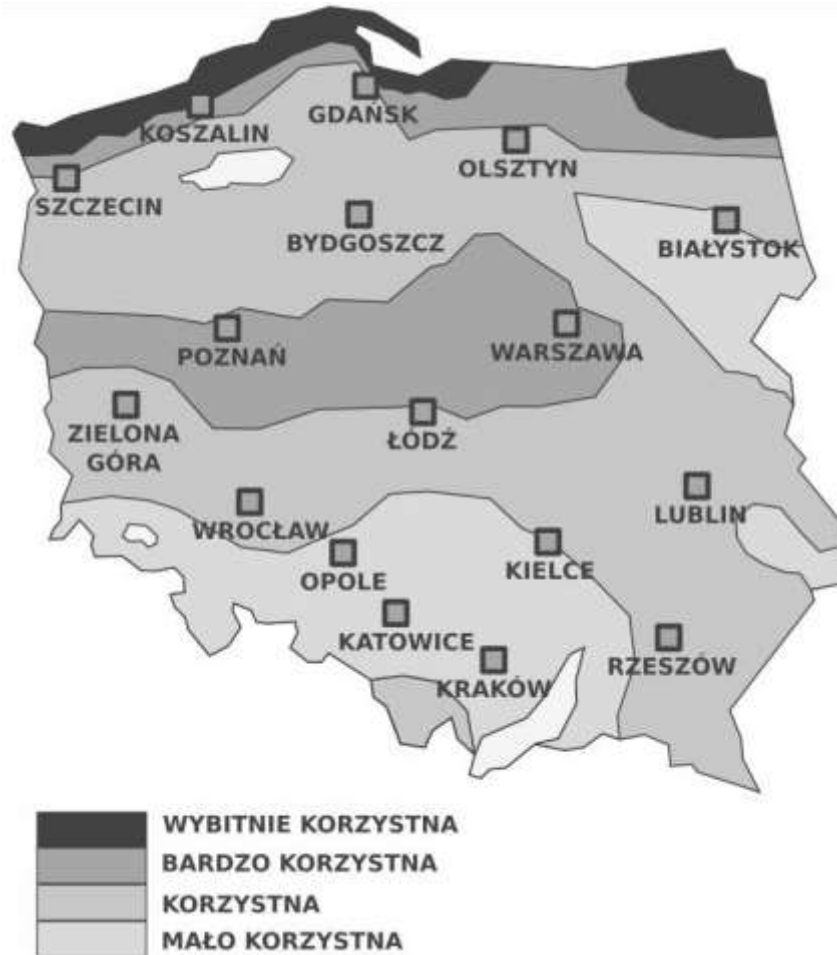 KOSZALIN
GDAŃSK
OLSZTYN
SZCZECIN
BYDGOSZCZ
BIAŁYSTOK
POZNAŃ
WARSZAWA
ZIELONA
GÓRA
ŁÓDŹ
WROCŁAW
LUBLIN
OPOLE
KIELCE
KATOWICE
KRAKÓW
RZESZÓW
WYBITNIE KORZYSTNA
BARDZO KORZYSTNA
KORZYSTNA
MAŁO KORZYSTNA